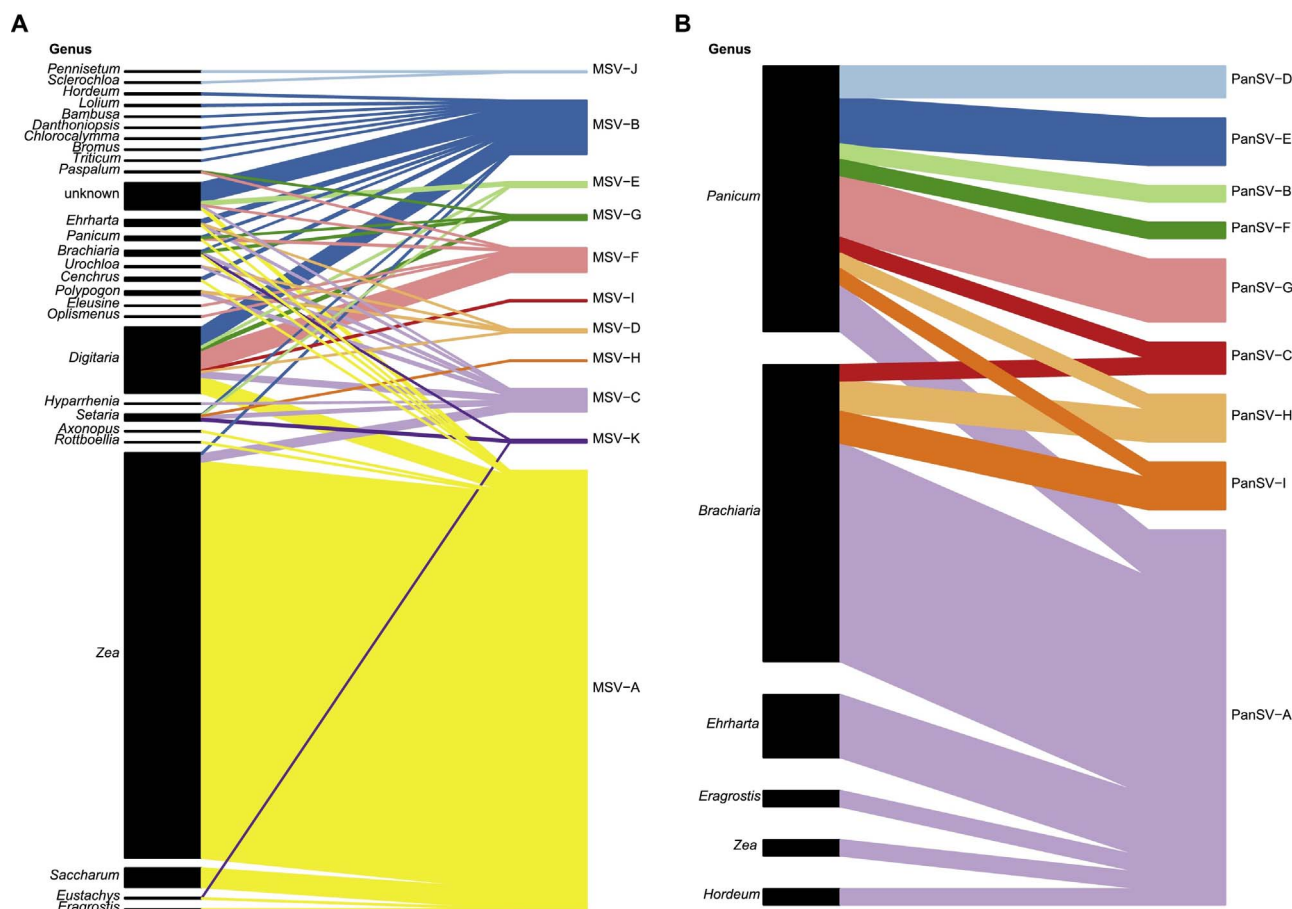 A
Genus
Pennisetum
Sclerochloa
Hordeum
Lolium
Bambusa
Danthoniopsis
Chlorocalymma
Bromus
Triticum
Paspalum
unknown
Ehrharta
Panicum
Brachiaria
Urochloa
Cenchrus
Polypogon
Eleusine
Oplismenus
Digitaria
Hyparrhenia
Setaria
Axonopus
Rottboellia
Zea
Saccharum
Eustachys
Eragrostis
MSV−J
MSV−B
MSV−E
MSV−G
MSV−F
MSV−I
MSV−D
MSV−H
MSV−C
MSV−K
MSV−A
B
Genus
Panicum
Brachiaria
Ehrharta
Eragrostis
Zea
Hordeum
PanSV−D
PanSV−E
PanSV−B
PanSV−F
PanSV−G
PanSV−C
PanSV−H
PanSV−I
PanSV−A